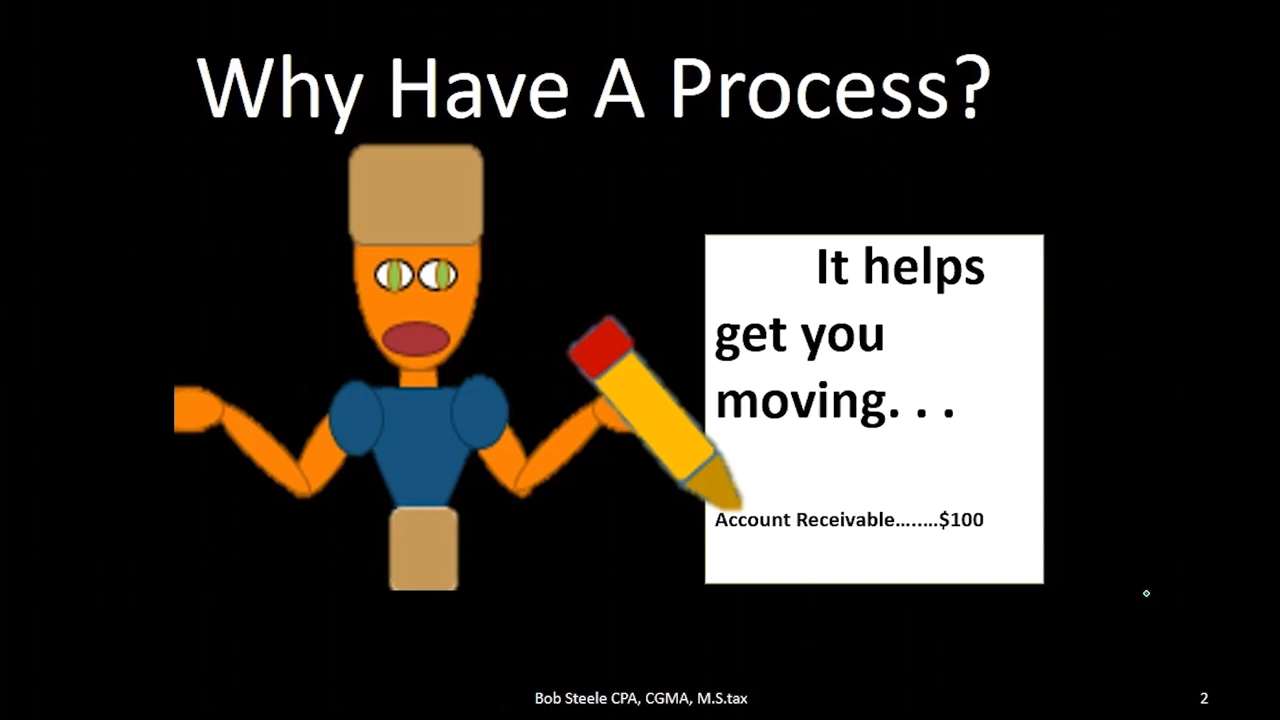 Why Have A Process?
It helps
get you
moving. . .
Account Receivable…..…$100
Bob Steele CPA, CGMA, M.S.tax
2